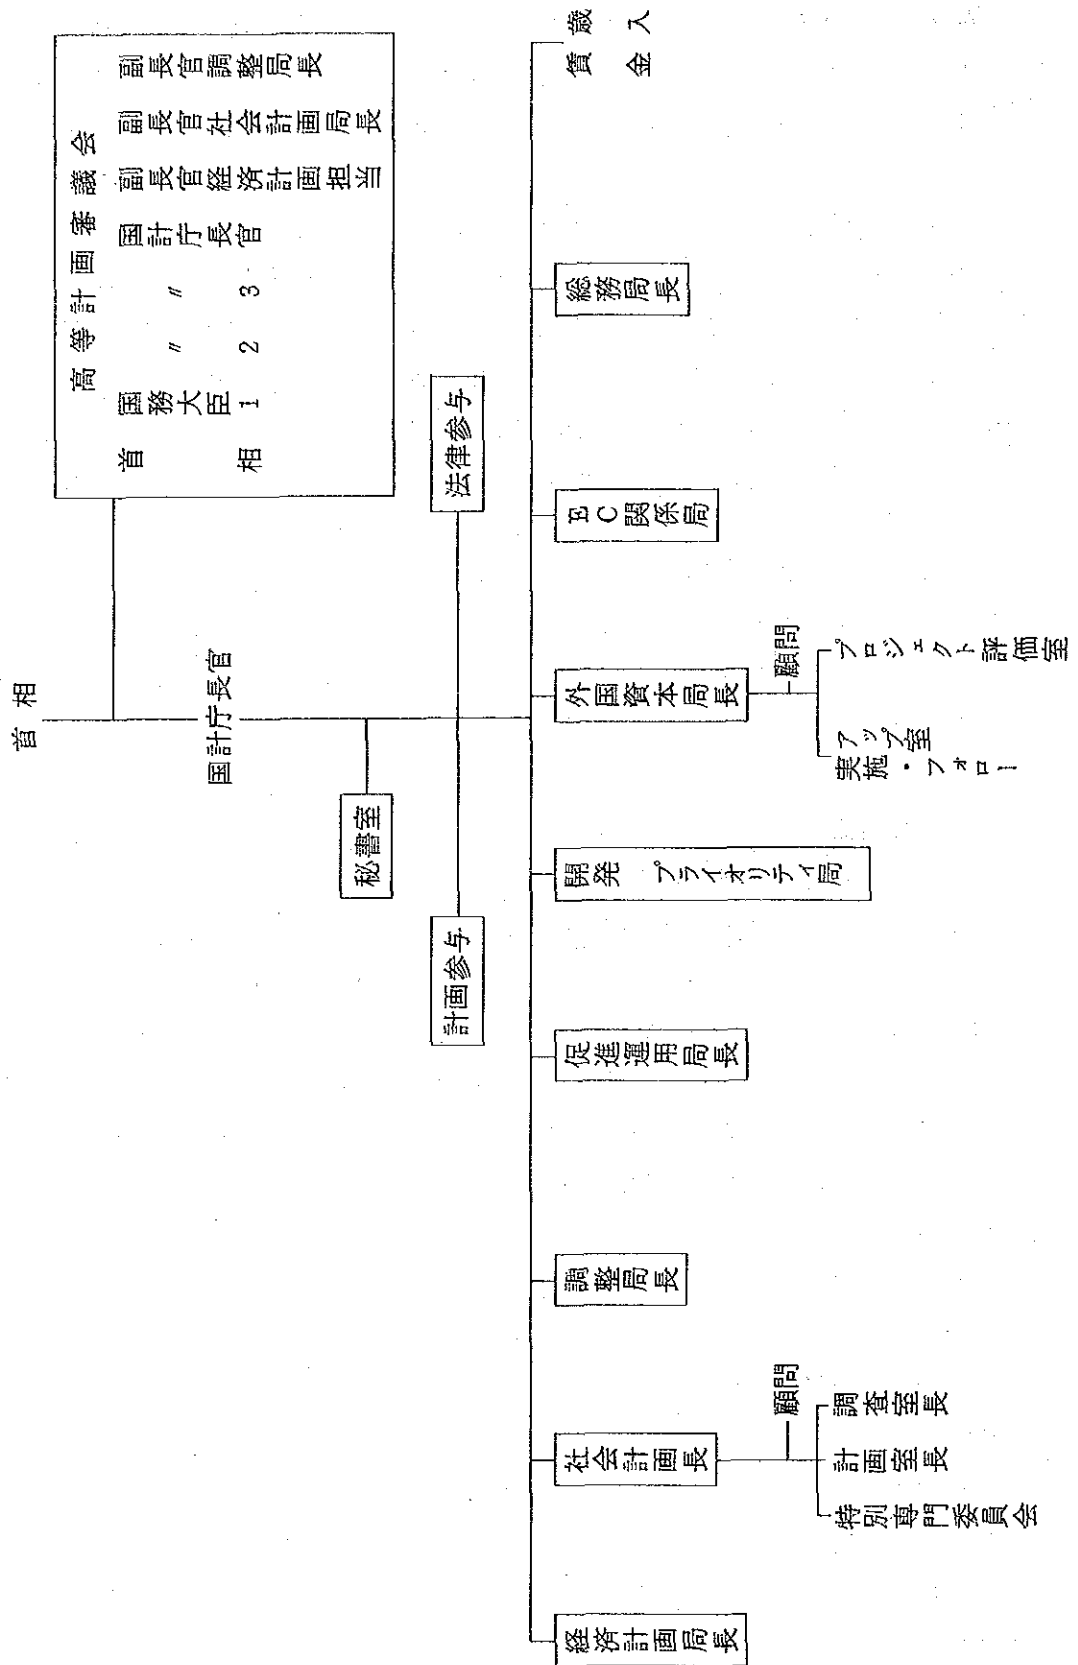 首相
高等計画審議会
首相
国務大臣 1
〃 2
〃 3
国計庁長官
副長官経済計画担当
副長官社会計画局長
副長官調整局長
国計庁長官
秘書室
計画参与
法律参与
経済計画局長
社会計画長
顧問
特別専門委員会
計画室長
調査室長
調整局長
促進運用局長
開発 プライオリティ局
外国資本局長
顧問
実施・フォロー
アップ室
プロジェクト評価室
EC関係局
総務局長
賃金
歳入